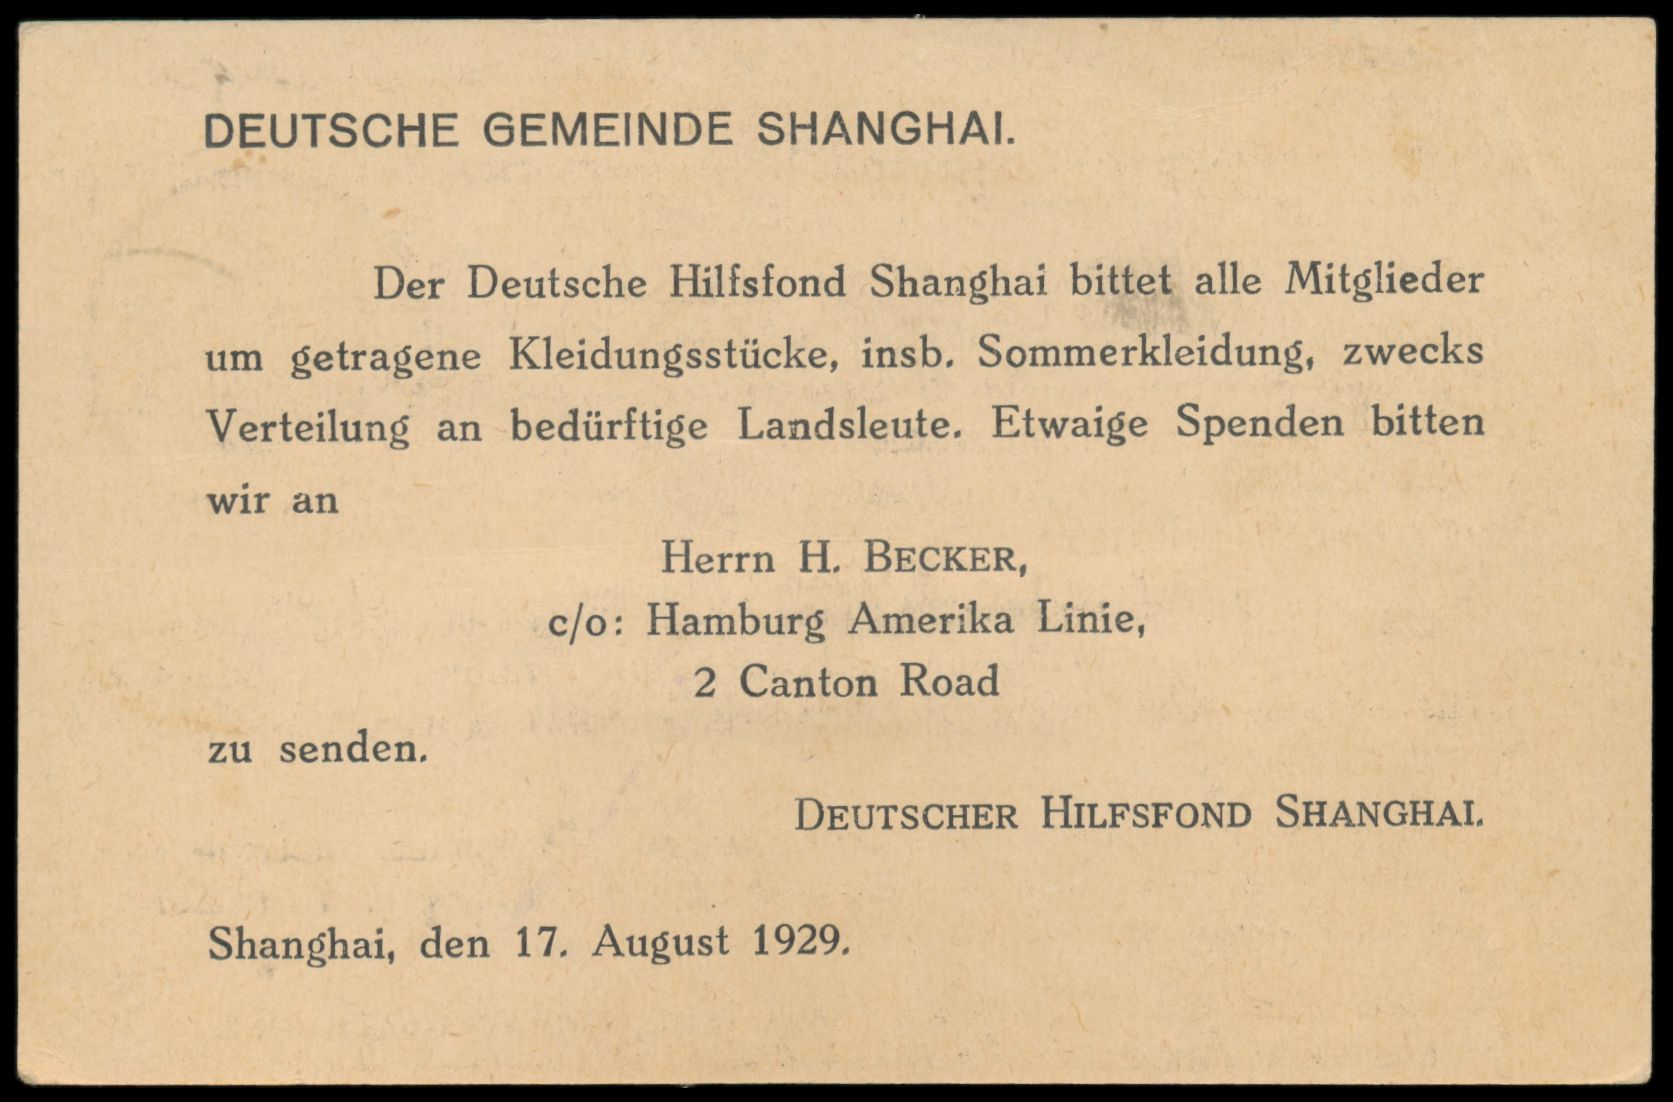 DEUTSCHE GEMEINDE SHANGHAI.
Der Deutsche Hilfsfond Shanghai bittet alle Mitglieder
um getragene Kleidungsstücke, insb. Sommerkleidung, zwecks
Verteilung an bedürftige Landsleute. Etwaige Spenden bitten
wir an
Herrn H. BECKER,
c/o: Hamburg Amerika Linie,
2 Canton Road
zu senden.
DEUTSCHER HILFSFOND SHANGHAI.
Shanghai, den 17. August 1929.